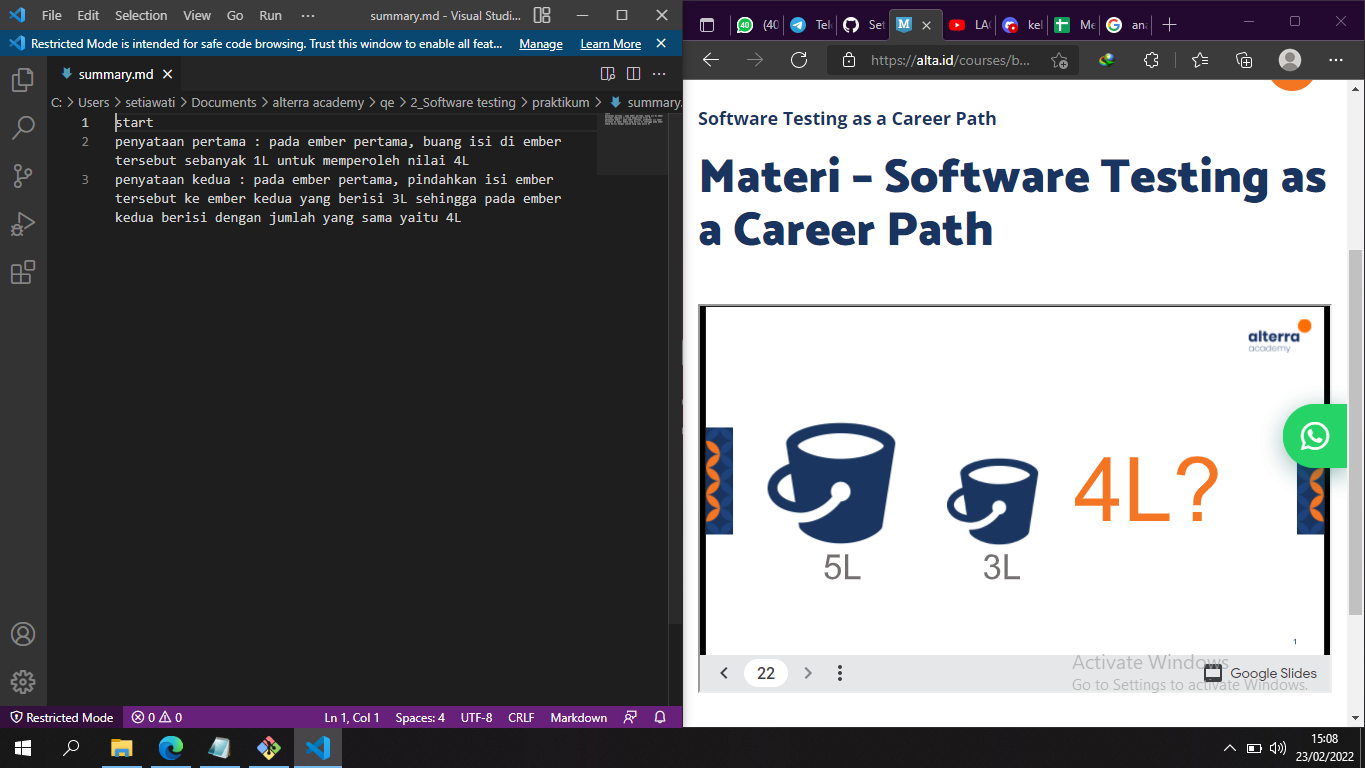 File Edit Selection View Go Run ··· summary.md - Visual Studi...
Restricted Mode is intended for safe code browsing. Trust this window to enable all feat... Manage Learn More
summary.md
C: > Users > setiawati > Documents > alterra academy > qe > 2_Software testing > praktikum > summary.
1 start
2 penyataan pertama : pada ember pertama, buang isi di ember
tersebut sebanyak 1L untuk memperoleh nilai 4L
3 penyataan kedua : pada ember pertama, pindahkan isi ember
tersebut ke ember kedua yang berisi 3L sehingga pada ember
kedua berisi dengan jumlah yang sama yaitu 4L
Restricted Mode 0 0 Ln 1, Col 1 Spaces: 4 UTF-8 CRLF Markdown
40 (40 Tele Set M LAG kel Me G ana
https://alta.id/courses/b...
Software Testing as a Career Path
Materi – Software Testing as
a Career Path
alterra
academy
4L?
5L 3L
1
22 Google Slides
Activate Windows
Go to Settings to activate Windows.
15:08
23/02/2022